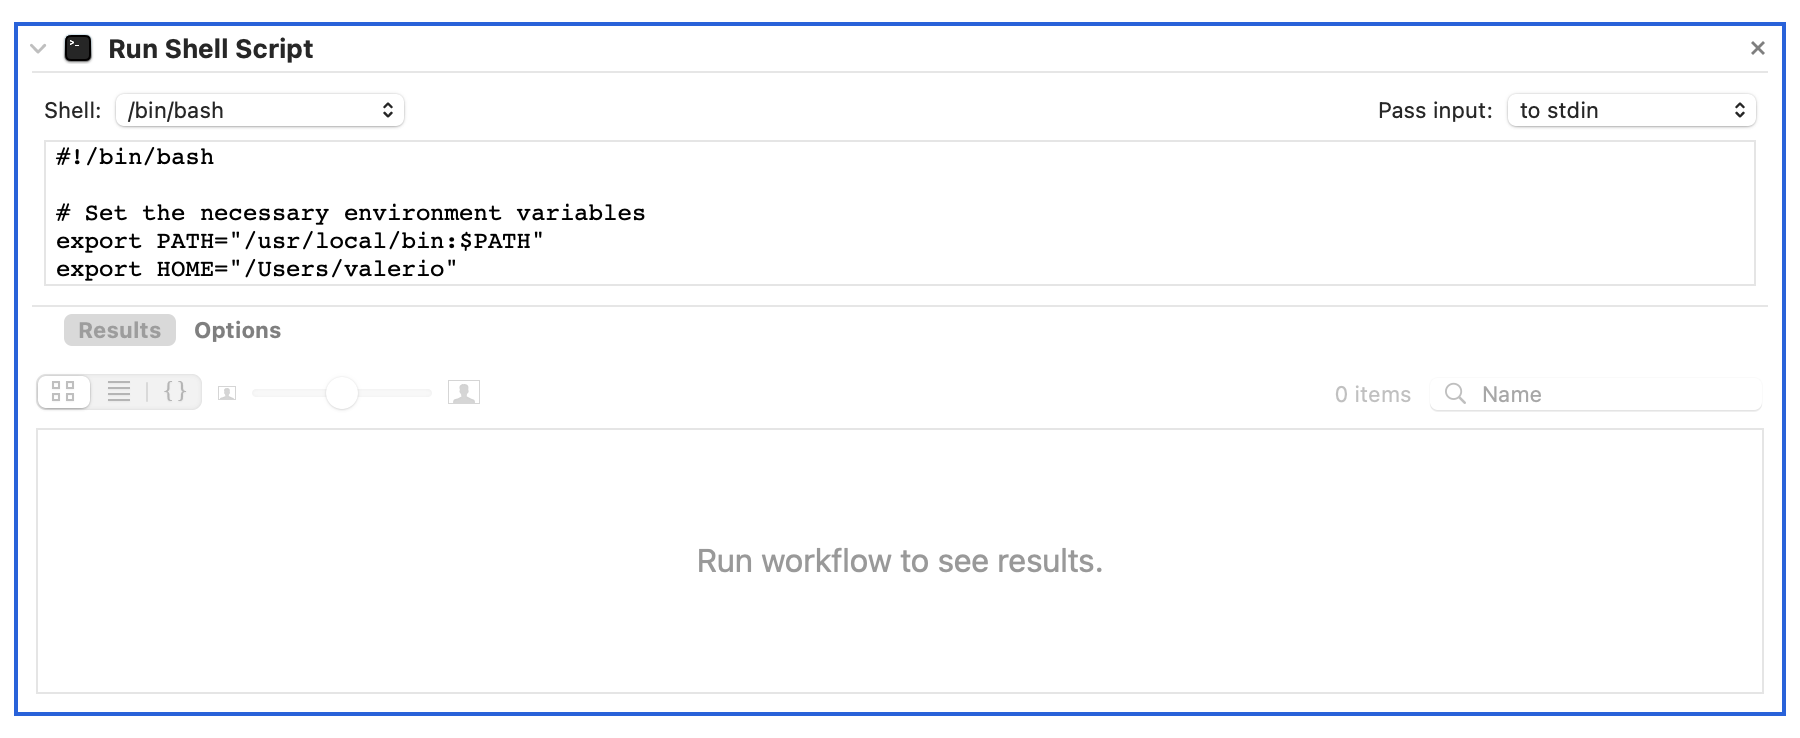 Run Shell Script
Shell: /bin/bash Pass input: to stdin
#!/bin/bash
# Set the necessary environment variables
export PATH="/usr/local/bin:$PATH"
export HOME="/Users/valerio"
Results Options
{} 0 items Name
Run workflow to see results.